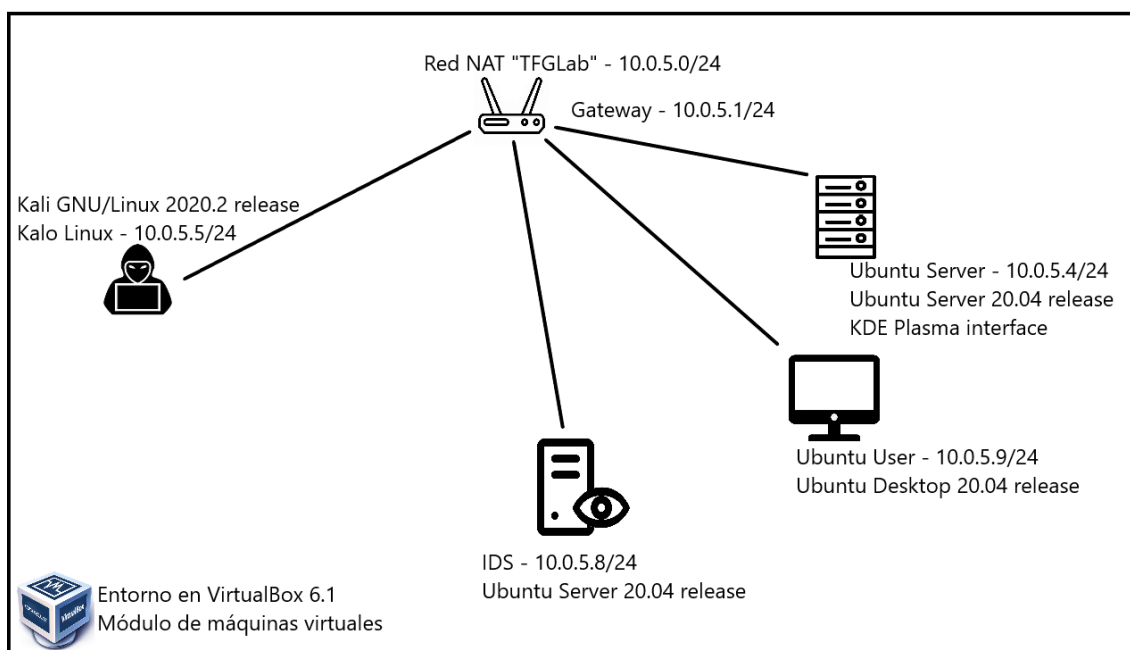 Red NAT "TFGLab" - 10.0.5.0/24
Gateway - 10.0.5.1/24
Kali GNU/Linux 2020.2 release
Kalo Linux - 10.0.5.5/24
Ubuntu Server - 10.0.5.4/24
Ubuntu Server 20.04 release
KDE Plasma interface
Ubuntu User - 10.0.5.9/24
Ubuntu Desktop 20.04 release
IDS - 10.0.5.8/24
Ubuntu Server 20.04 release
VirtualBox
Entorno en VirtualBox 6.1
Módulo de máquinas virtuales